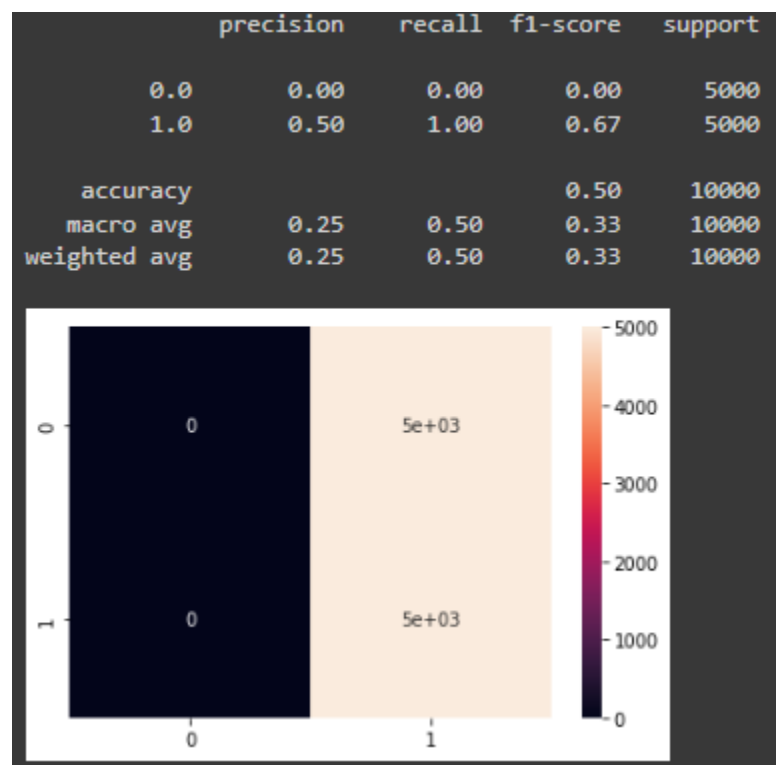 precision recall f1-score support
0.0 0.00 0.00 0.00 5000
1.0 0.50 1.00 0.67 5000
accuracy 0.50 10000
macro avg 0.25 0.50 0.33 10000
weighted avg 0.25 0.50 0.33 10000
5000
0 0 5e+03
4000
3000
2000
1 0 5e+03
1000
0
0 1